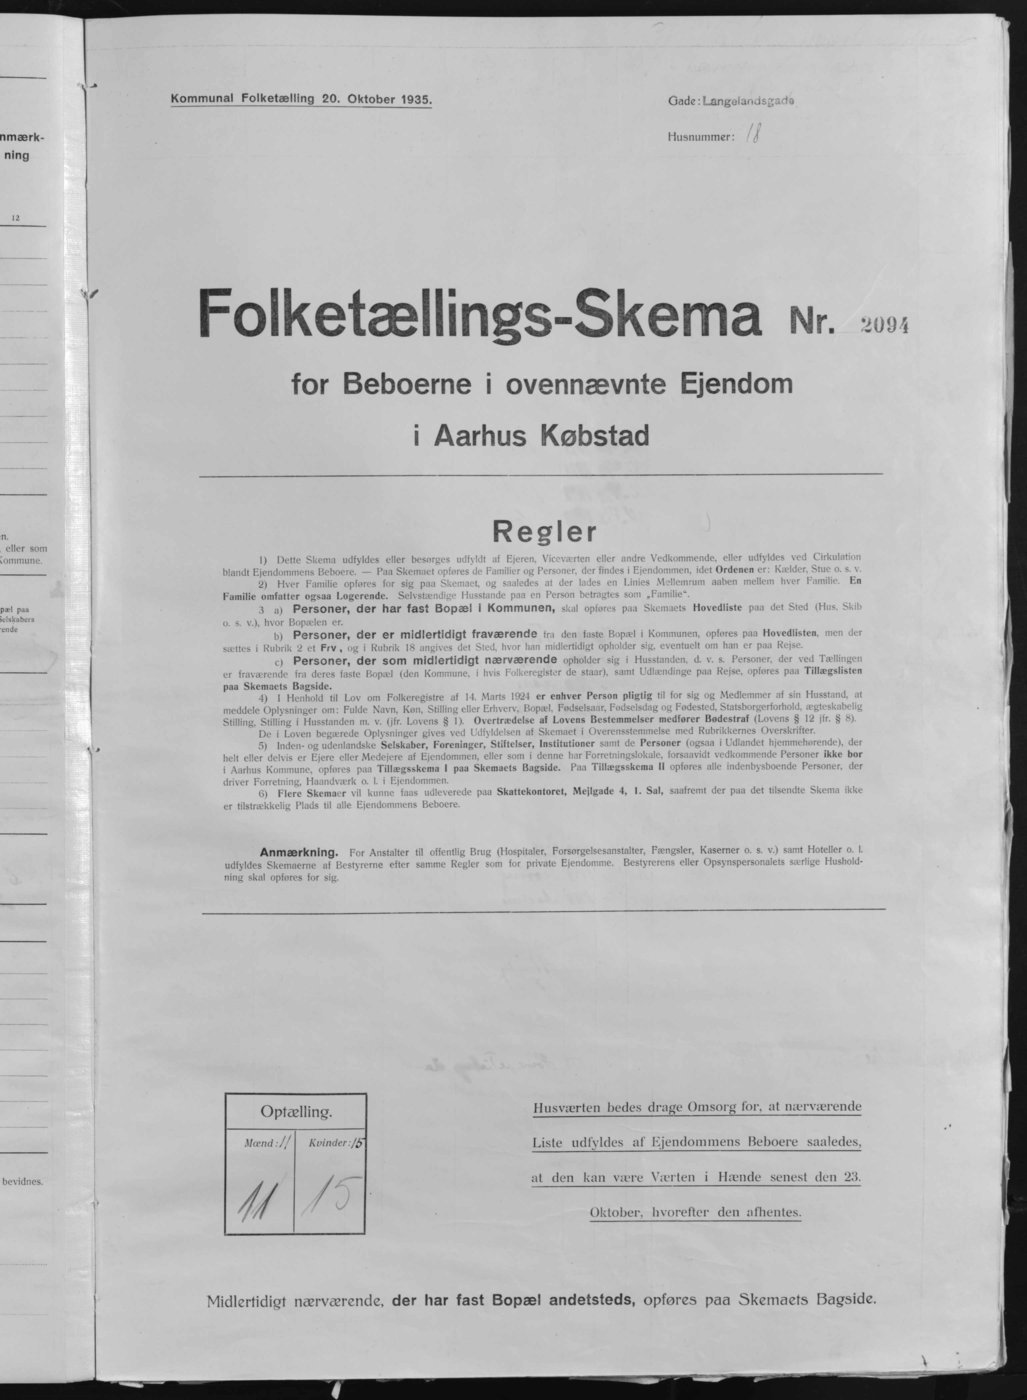 nmærk-
ning
12
n.
, eller som
Kommune.
pæl paa
Selskabers
rende
bevidnes.
Kommunal Folketælling 20. Oktober 1935.
Gade: Langelandsgade
Husnummer: 18
Folketællings-Skema Nr. 2094
for Beboerne i ovennævnte Ejendom
i Aarhus Købstad
Regler
1) Dette Skema udfyldes eller besørges udfyldt af Ejeren, Viceværten eller andre Vedkommende, eller udfyldes ved Cirkulation
blandt Ejendommens Beboere. — Paa Skemaet opføres de Familier og Personer, der findes i Ejendommen, idet Ordenen er: Kælder, Stue o. s. v.
2) Hver Familie opføres for sig paa Skemaet, og saaledes at der lades en Linies Mellemrum aaben mellem hver Familie. En
Familie omfatter ogsaa Logerende. Selvstændige Husstande paa en Person betragtes som „Familie“.
3 a) Personer, der har fast Bopæl i Kommunen, skal opføres paa Skemaets Hovedliste paa det Sted (Hus, Skib
o. s. v.), hvor Bopælen er.
b) Personer, der er midlertidigt fraværende fra den faste Bopæl i Kommunen, opføres paa Hovedlisten, men der
sættes i Rubrik 2 et Frv, og i Rubrik 18 angives det Sted, hvor han midlertidigt opholder sig, eventuelt om han er paa Rejse.
c) Personer, der som midlertidigt nærværende opholder sig i Husstanden, d. v. s. Personer, der ved Tællingen
er fraværende fra deres faste Bopæl (den Kommune, i hvis Folkeregister de staar), samt Udlændinge paa Rejse, opføres paa Tillægslisten
paa Skemaets Bagside.
4) I Henhold til Lov om Folkeregistre af 14. Marts 1924 er enhver Person pligtig til for sig og Medlemmer af sin Husstand, at
meddele Oplysninger om: Fulde Navn, Køn, Stilling eller Erhverv, Bopæl, Fødselsaar, Fødselsdag og Fødested, Statsborgerforhold, ægteskabelig
Stilling, Stilling i Husstanden m. v. (jfr. Lovens § 1). Overtrædelse af Lovens Bestemmelser medfører Bødestraf (Lovens § 12 jfr. § 8).
De i Loven begærede Oplysninger gives ved Udfyldelsen af Skemaet i Overensstemmelse med Rubrikkernes Overskrifter.
5) Inden- og udenlandske Selskaber, Foreninger, Stiftelser, Institutioner samt de Personer (ogsaa i Udlandet hjemmehørende), der
helt eller delvis er Ejere eller Medejere af Ejendommen, eller som i denne har Forretningslokale, forsaavidt vedkommende Personer ikke bor
i Aarhus Kommune, opføres paa Tillægsskema I paa Skemaets Bagside. Paa Tillægsskema II opføres alle indenbysboende Personer, der
driver Forretning, Haandværk o. l. i Ejendommen.
6) Flere Skemaer vil kunne faas udleverede paa Skattekontoret, Mejlgade 4, 1. Sal, saafremt der paa det tilsendte Skema ikke
er tilstrækkelig Plads til alle Ejendommens Beboere.
Anmærkning. For Anstalter til offentlig Brug (Hospitaler, Forsørgelsesanstalter, Fængsler, Kaserner o. s. v.) samt Hoteller o. l.
udfyldes Skemaerne af Bestyrerne efter samme Regler som for private Ejendomme. Bestyrerens eller Opsynspersonalets særlige Hushold-
ning skal opføres for sig.
Optælling.
Mænd: 11 Kvinder: 15
11 15
Husværten bedes drage Omsorg for, at nærværende
Liste udfyldes af Ejendommens Beboere saaledes,
at den kan være Værten i Hænde senest den 23.
Oktober, hvorefter den afhentes.
Midlertidigt nærværende, der har fast Bopæl andetsteds, opføres paa Skemaets Bagside.